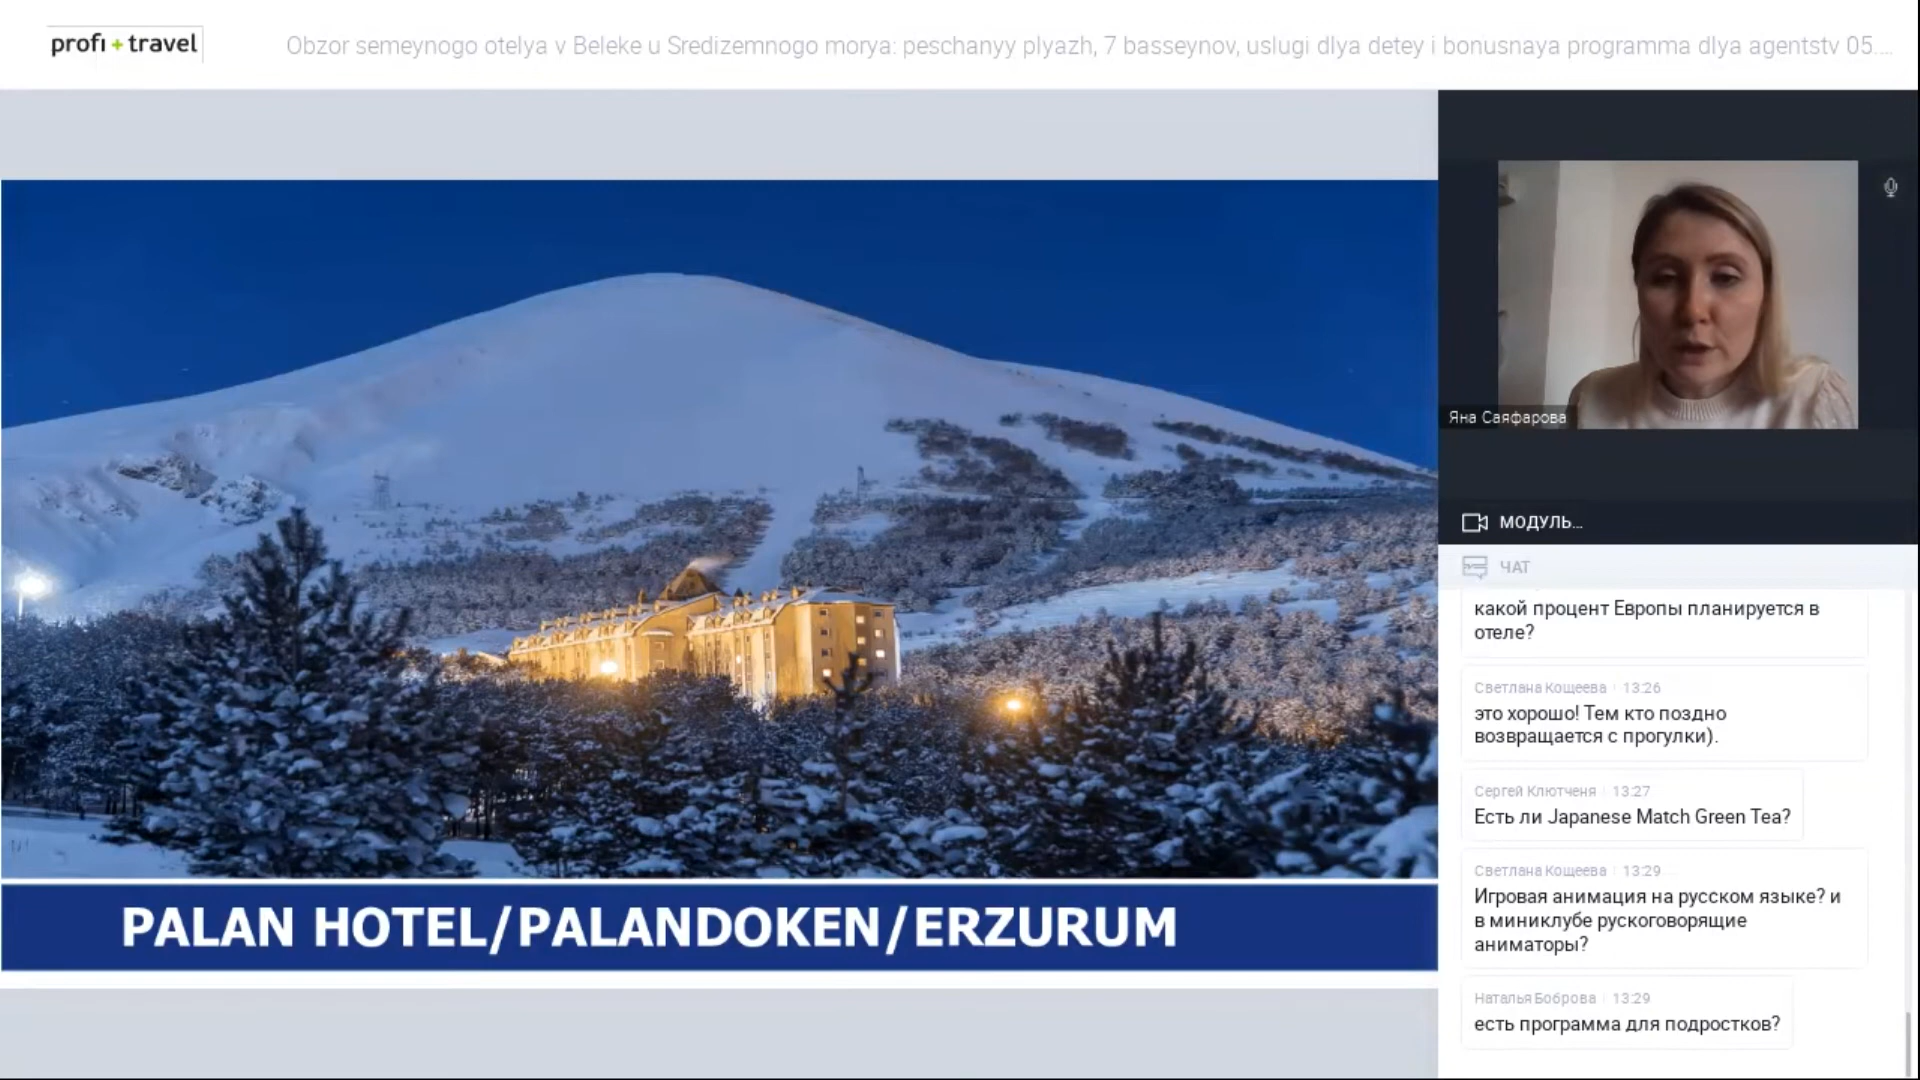 profi + travel
Obzor semeynogo otelya v Beleke u Sredizemnogo morya: peschanyy plyazh, 7 basseynov, uslugi dlya detey i bonusnaya programma dlya agentstv 05....
Яна Саяфарова
МОДУЛЬ...
ЧАТ
какой процент Европы планируется в
отеле?
Светлана Кощеева 13:26
это хорошо! Тем кто поздно
возвращается с прогулки).
Сергей Клютченя 13:27
Есть ли Japanese Match Green Tea?
Светлана Кощеева 13:29
Игровая анимация на русском языке? и
в миниклубе рускоговорящие
аниматоры?
Наталья Боброва 13:29
есть программа для подростков?
PALAN HOTEL/PALANDOKEN/ERZURUM